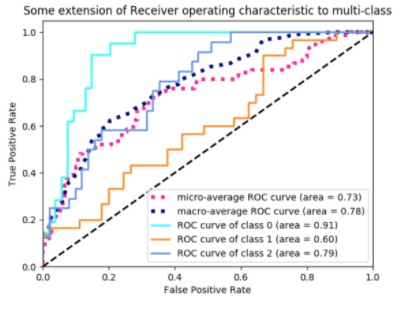 Some extension of Receiver operating characteristic to multi-class
True Positive Rate
1.0
0.8
0.6
0.4
0.2
0.0
micro-average ROC curve (area = 0.73)
macro-average ROC curve (area = 0.78)
ROC curve of class 0 (area = 0.91)
ROC curve of class 1 (area = 0.60)
ROC curve of class 2 (area = 0.79)
0.0 0.2 0.4 0.6 0.8 1.0
False Positive Rate